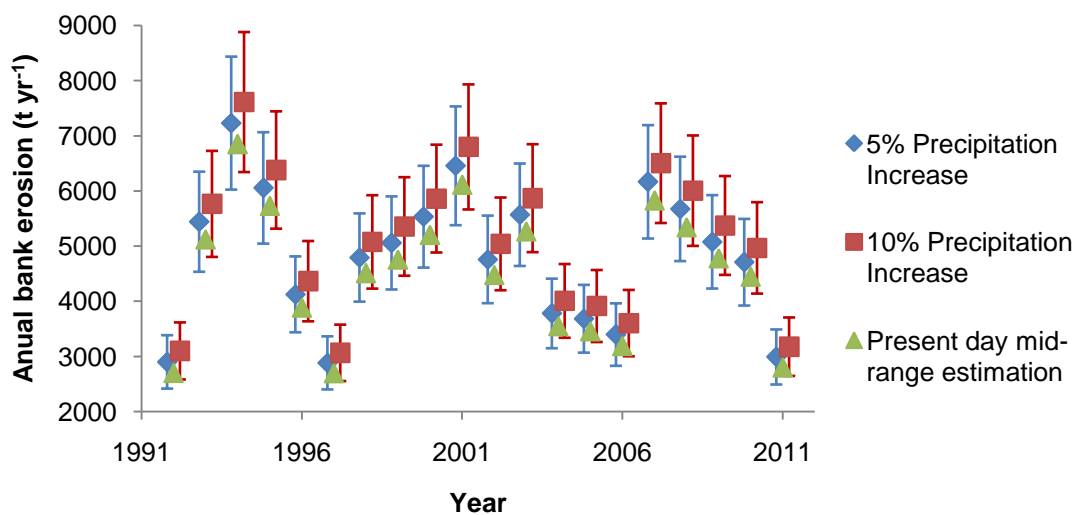 9000
8000
7000
6000
5000
4000
3000
2000
Anual bank erosion (t yr-1)
1991
1996
2001
2006
2011
Year
5% Precipitation
Increase
10% Precipitation
Increase
Present day mid-
range estimation